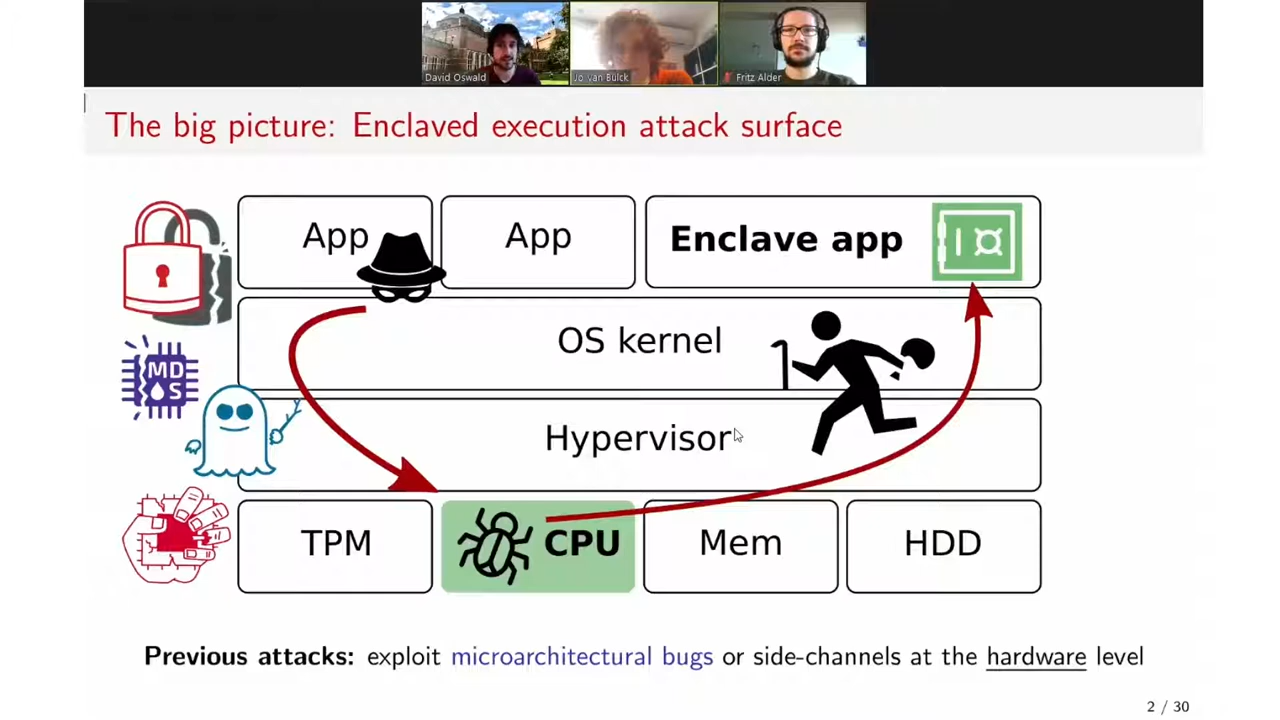 David Oswald
Jo Van Bulck
Fritz Alder
The big picture: Enclaved execution attack surface
App
App
Enclave app
OS kernel
MD
S
Hypervisor
TPM
CPU
Mem
HDD
Previous attacks: exploit microarchitectural bugs or side-channels at the hardware level
2 / 30